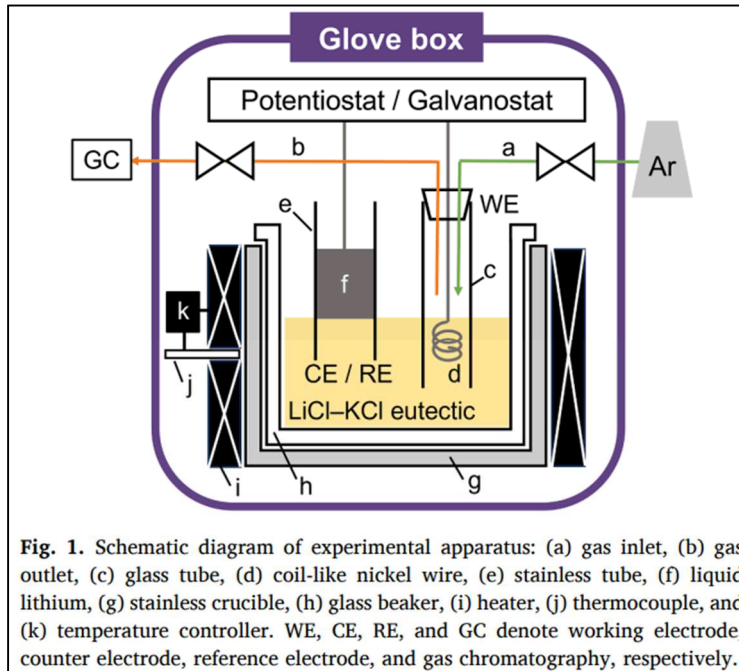 Glove box
Potentiostat / Galvanostat
GC
b
a
Ar
e
WE
c
f
k
CE / RE
d
j
LiCl–KCl eutectic
i
h
g
Fig. 1. Schematic diagram of experimental apparatus: (a) gas inlet, (b) gas
outlet, (c) glass tube, (d) coil-like nickel wire, (e) stainless tube, (f) liquid
lithium, (g) stainless crucible, (h) glass beaker, (i) heater, (j) thermocouple, and
(k) temperature controller. WE, CE, RE, and GC denote working electrode,
counter electrode, reference electrode, and gas chromatography, respectively.